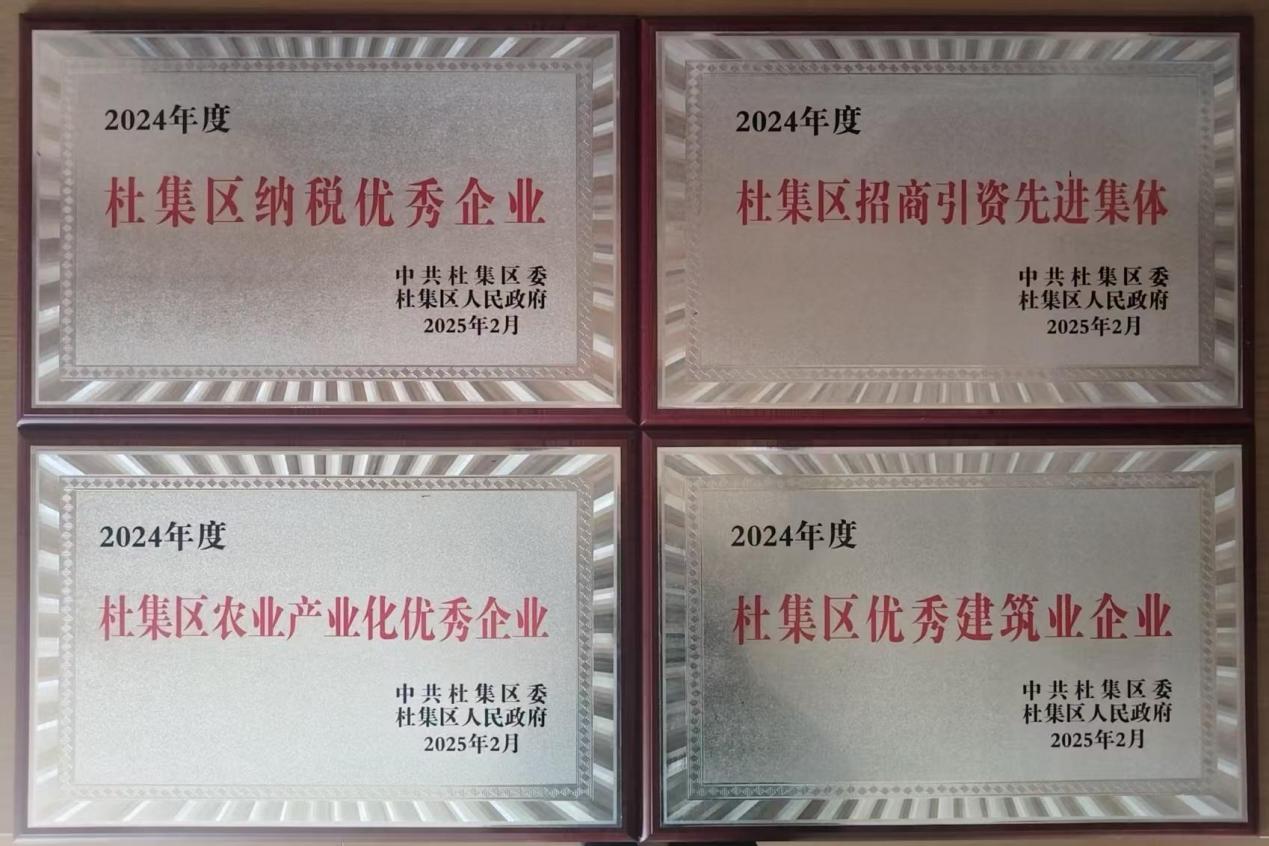 2024年度
杜集区纳税优秀企业
中共杜集区委
杜集区人民政府
2025年2月
2024年度
杜集区招商引资先进集体
中共杜集区委
杜集区人民政府
2025年2月
2024年度
杜集区农业产业化优秀企业
中共杜集区委
杜集区人民政府
2025年2月
2024年度
杜集区优秀建筑业企业
中共杜集区委
杜集区人民政府
2025年2月